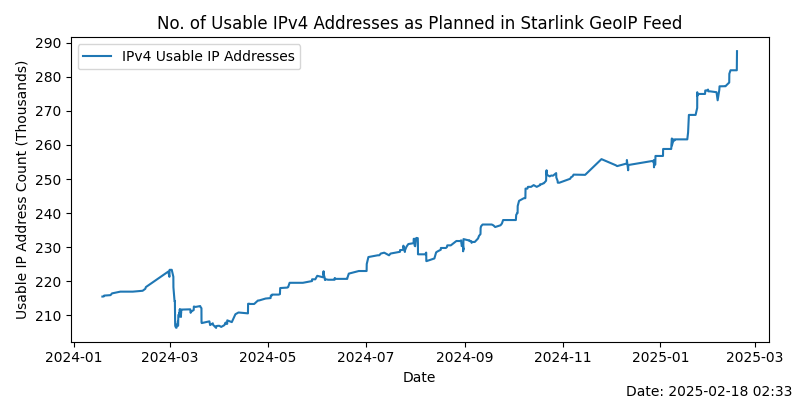 No. of Usable IPv4 Addresses as Planned in Starlink GeoIP Feed
IPv4 Usable IP Addresses
Usable IP Address Count (Thousands)
290
280
270
260
250
240
230
220
210
2024-01 2024-03 2024-05 2024-07 2024-09 2024-11 2025-01 2025-03
Date
Date: 2025-02-18 02:33